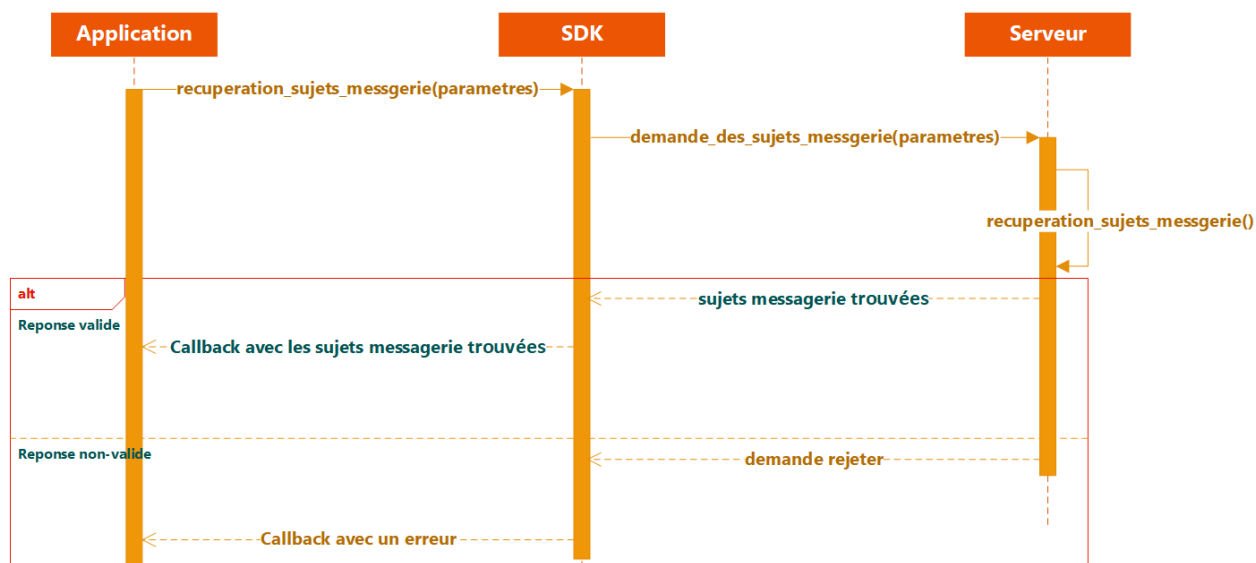 Application
SDK
Serveur
recuperation_sujets_messgerie(parametres)
demande_des_sujets_messgerie(parametres)
recuperation_sujets_messgerie()
alt
sujets messagerie trouvées
Reponse valide
Callback avec les sujets messagerie trouvées
Reponse non-valide
demande rejeter
Callback avec un erreur